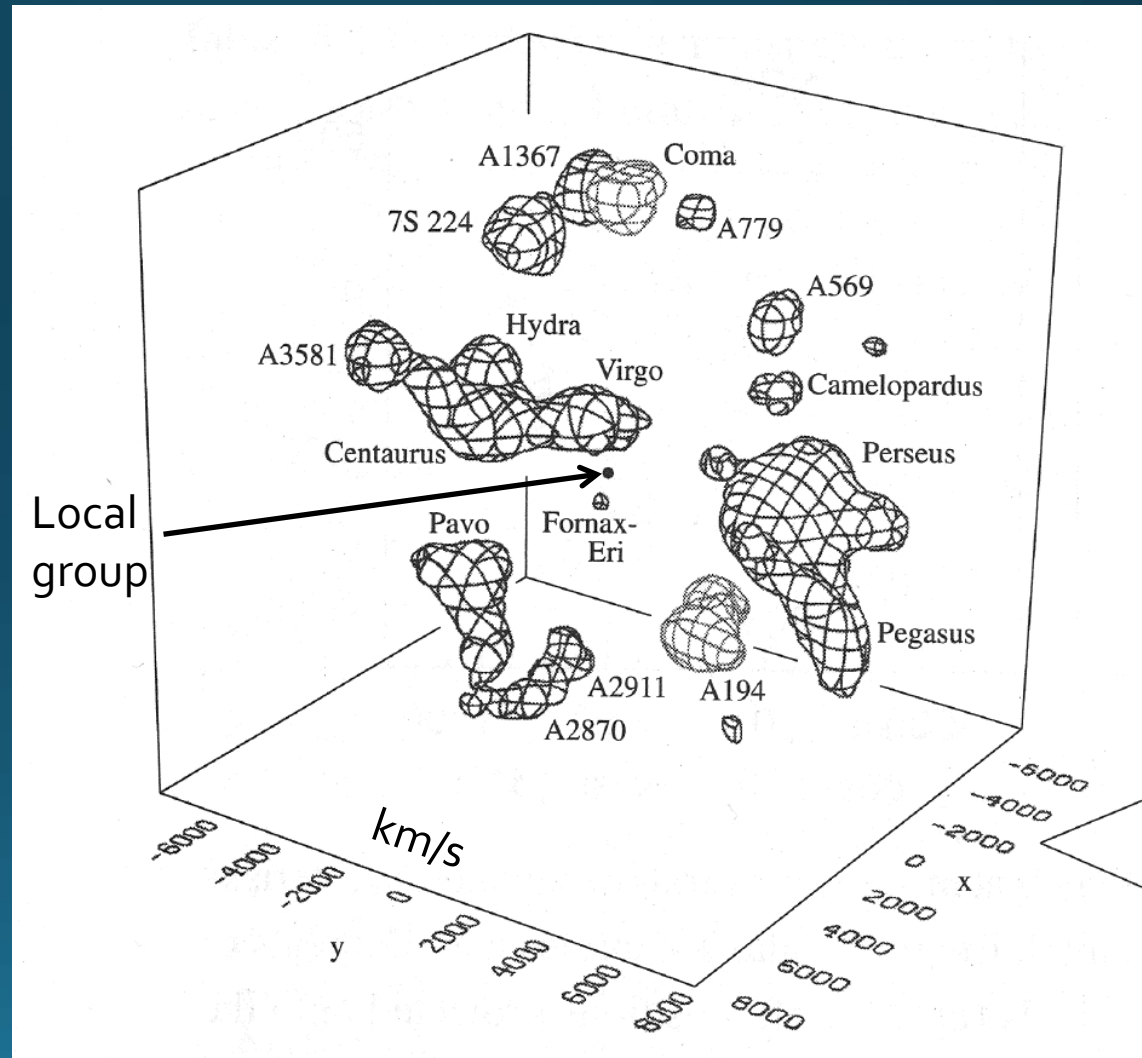 A1367
Coma
7S 224
A779
A569
Hydra
A3581
Virgo
Camelopardus
Centaurus
Perseus
Local
group
Pavo
Fornax-
Eri
Pegasus
A2911
A194
A2870
km/s
-6000
-4000
-2000
0
2000
4000
6000
8000
y
-6000
-4000
-2000
0
2000
4000
6000
8000
x